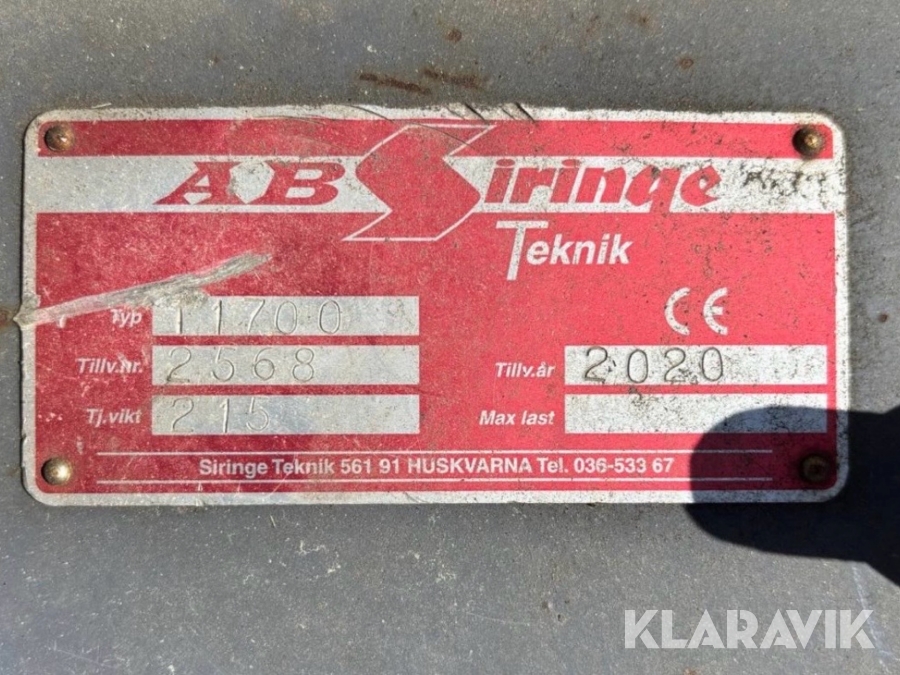 AB Siringe
Teknik
CE
Typ T1700
Tillv.nr. 2568 Tillv.år 2020
Tj.vikt 215 Max last
Siringe Teknik 561 91 HUSKVARNA Tel. 036-533 67
KLARAVIK